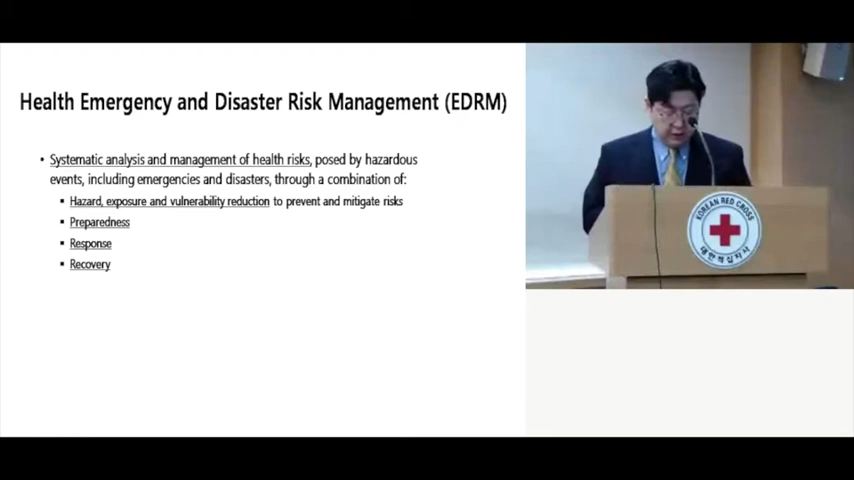 Health Emergency and Disaster Risk Management (EDRM)
• Systematic analysis and management of health risks, posed by hazardous
events, including emergencies and disasters, through a combination of:
▪ Hazard, exposure and vulnerability reduction to prevent and mitigate risks
▪ Preparedness
▪ Response
▪ Recovery
KOREAN RED CROSS
대한적십자사